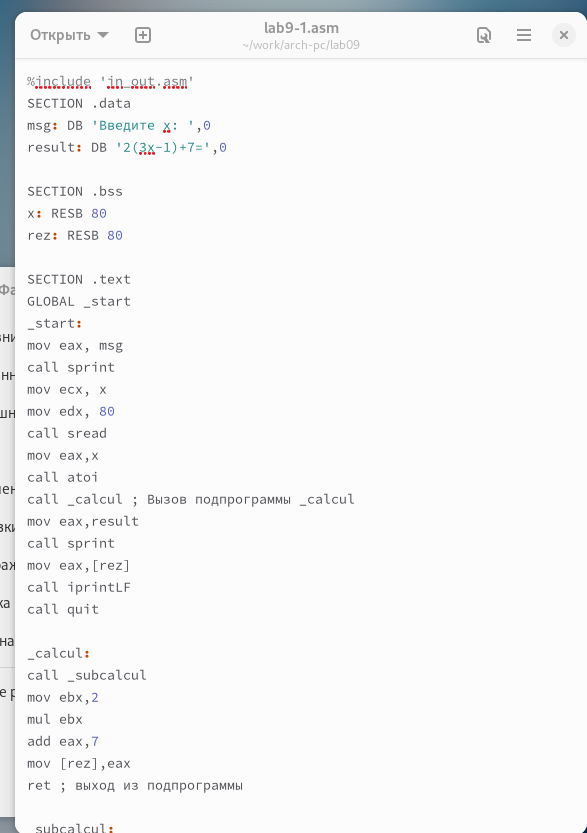 Открыть
lab9-1.asm
~/work/arch-pc/lab09
%include 'in_out.asm'
SECTION .data
msg: DB 'Введите x: ',0
result: DB '2(3x-1)+7=',0
SECTION .bss
x: RESB 80
rez: RESB 80
SECTION .text
GLOBAL _start
_start:
mov eax, msg
call sprint
mov ecx, x
mov edx, 80
call sread
mov eax,x
call atoi
call _calcul ; Вызов подпрограммы _calcul
mov eax,result
call sprint
mov eax,[rez]
call iprintLF
call quit
_calcul:
call _subcalcul
mov ebx,2
mul ebx
add eax,7
mov [rez],eax
ret ; выход из подпрограммы
_subcalcul: